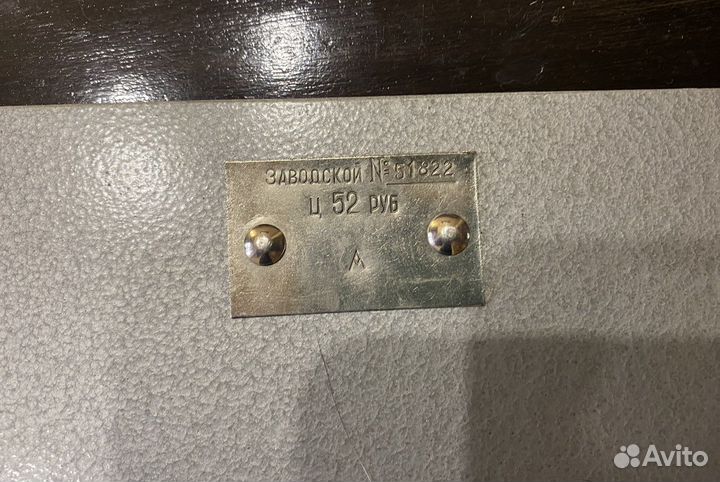 ЗАВОДСКОЙ № 51822
Ц 52 РУБ
Avito